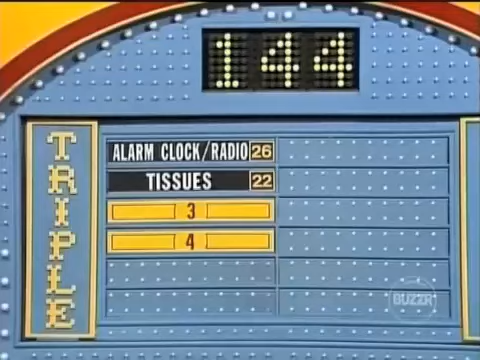 144
TRIPLE
ALARM CLOCK/RADIO 26
TISSUES 22
3
4
BUZZR